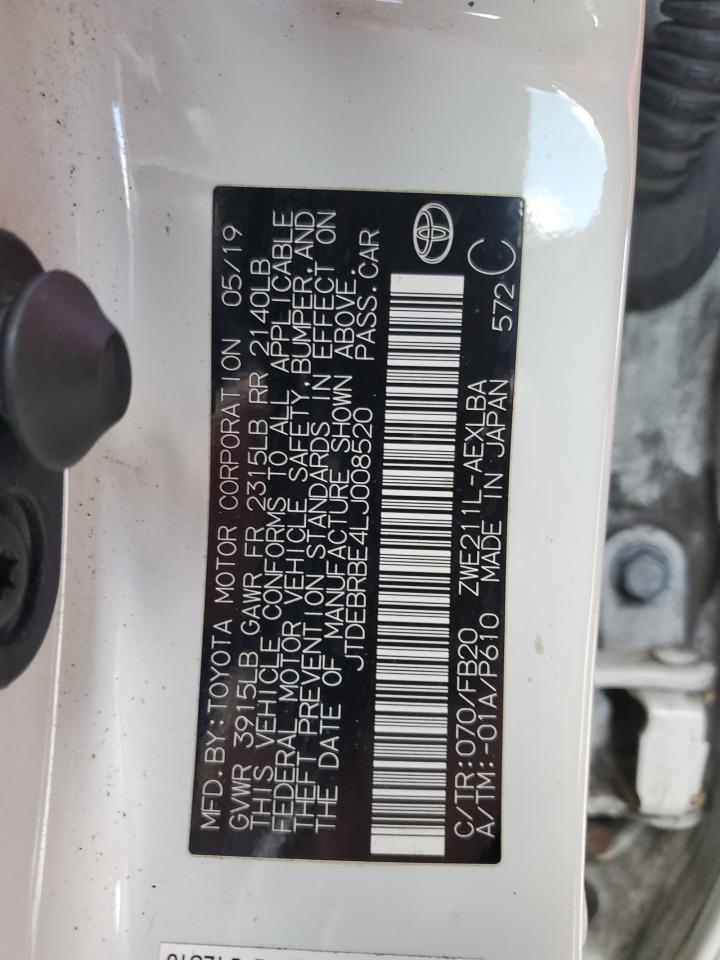 MFD.BY:TOYOTA MOTOR CORPORATION 05/19
GVWR 3915LB GAWR FR 2315LB RR 2140LB
THIS VEHICLE CONFORMS TO ALL APPLICABLE
FEDERAL MOTOR VEHICLE SAFETY,BUMPER,AND
THEFT PREVENTION STANDARDS IN EFFECT ON
THE DATE OF MANUFACTURE SHOWN ABOVE.
JTDEBRBE4LJ008520 PASS.CAR
C/TR:070/FB20 ZWE211L-AEXLBA
A/TM:-01A/P610 MADE IN JAPAN 572 C